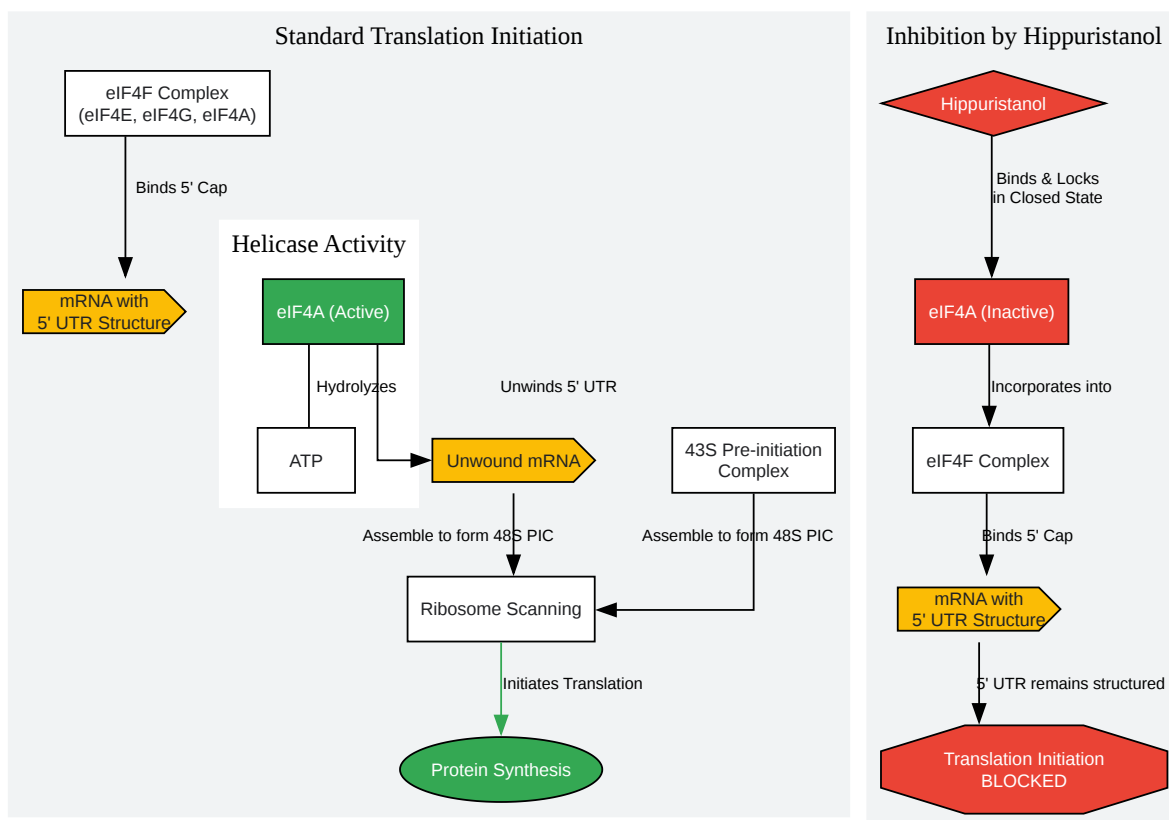 Standard Translation Initiation
eIF4F Complex
(eIF4E, eIF4G, eIF4A)
Binds 5' Cap
mRNA with
5' UTR Structure
Helicase Activity
eIF4A (Active)
Hydrolyzes
Unwinds 5' UTR
ATP
Unwound mRNA
43S Pre-initiation
Complex
Assemble to form 48S PIC
Assemble to form 48S PIC
Ribosome Scanning
Initiates Translation
Protein Synthesis
Inhibition by Hippuristanol
Hippuristanol
Binds & Locks
in Closed State
eIF4A (Inactive)
Incorporates into
eIF4F Complex
Binds 5' Cap
mRNA with
5' UTR Structure
5' UTR remains structured
Translation Initiation
BLOCKED